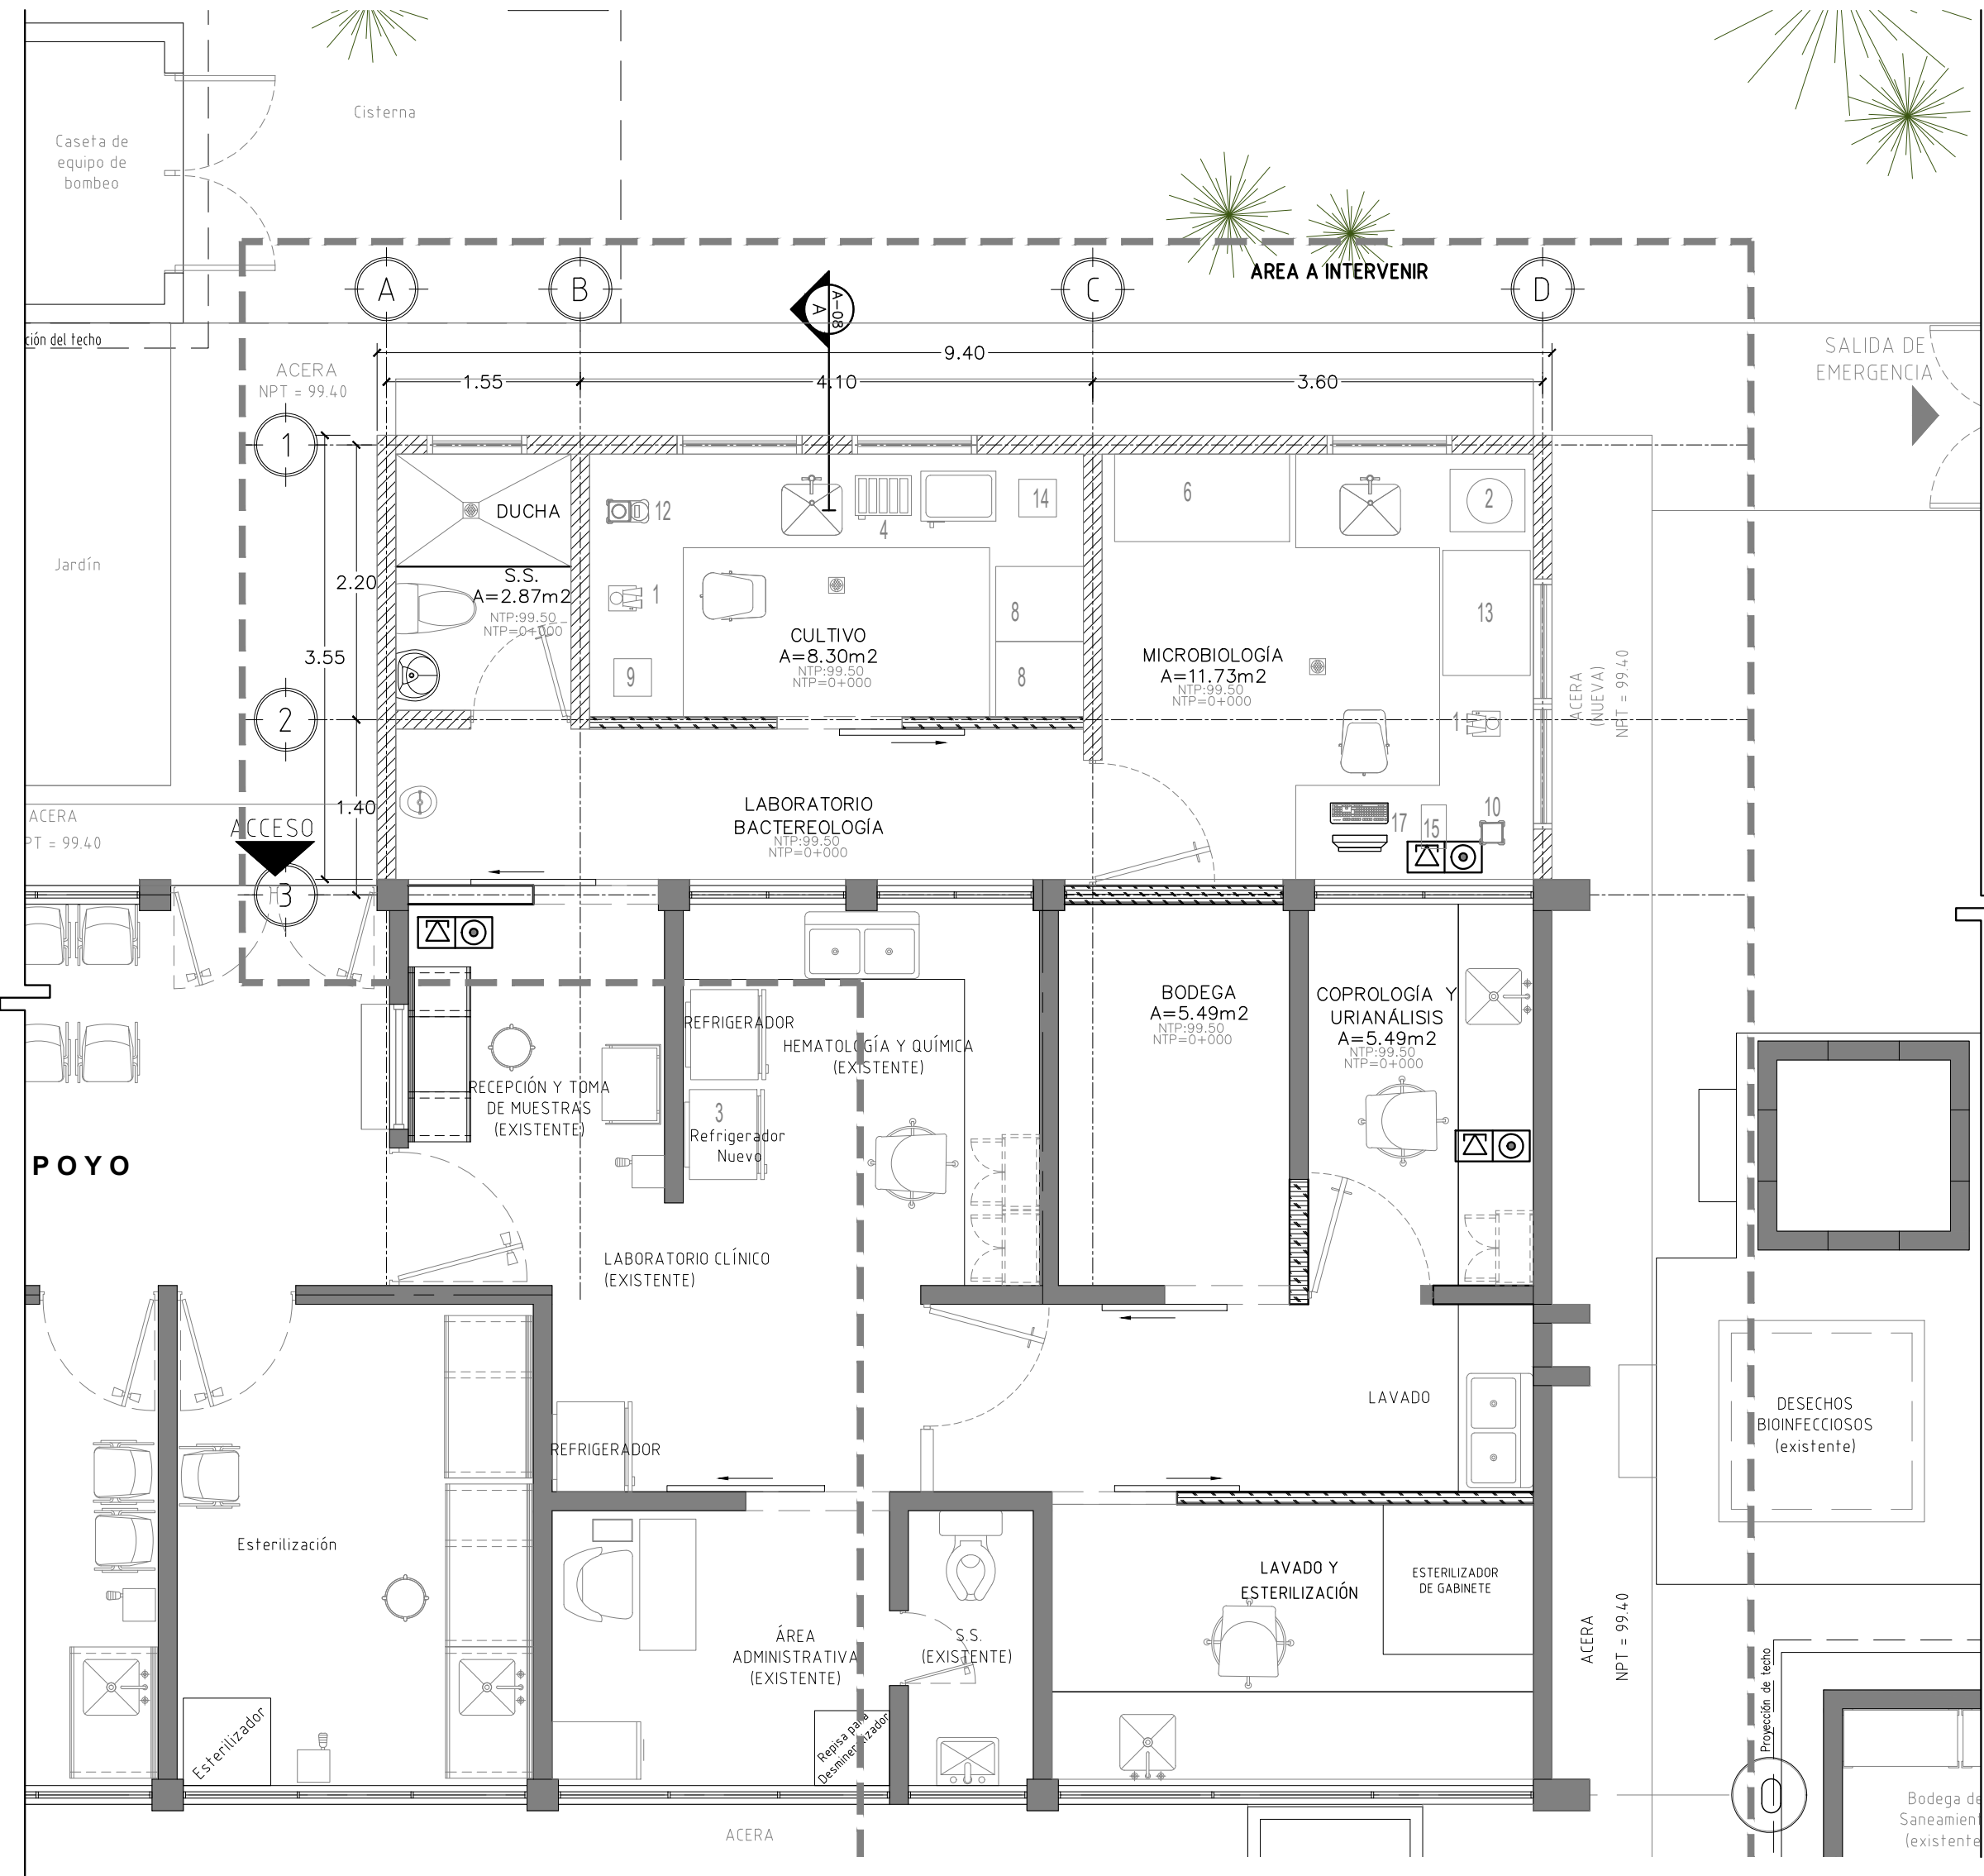 Cisterna
Caseta de
equipo de
bombeo
AREA A INTERVENIR
A
B
A-08
A
C
D
ción del techo
SALIDA DE
EMERGENCIA
9.40
ACERA
NPT = 99.40
1.55
4.10
3.60
1
DUCHA
12
4
14
6
2
Jardín
2.20
S.S.
A=2.87m2
NTP:99.50
NTP=0+000
1
8
13
CULTIVO
A=8.30m2
NTP:99.50
NTP=0+000
3.55
9
8
MICROBIOLOGÍA
A=11.73m2
NTP:99.50
NTP=0+000
ACERA
(NUEVA)
NPT = 99.40
2
1
1.40
LABORATORIO
BACTEREOLOGÍA
NTP:99.50
NTP=0+000
17
15
10
ACERA
PT = 99.40
ACCESO
3
BODEGA
A=5.49m2
NTP:99.50
NTP=0+000
COPROLOGÍA Y
URIANÁLISIS
A=5.49m2
NTP:99.50
NTP=0+000
REFRIGERADOR
HEMATOLOGÍA Y QUÍMICA
(EXISTENTE)
RECEPCIÓN Y TOMA
DE MUESTRAS
(EXISTENTE)
3
Refrigerador
Nuevo
POYO
LABORATORIO CLÍNICO
(EXISTENTE)
LAVADO
DESECHOS
BIOINFECCIOSOS
(existente)
REFRIGERADOR
Esterilización
LAVADO Y
ESTERILIZACIÓN
ESTERILIZADOR
DE GABINETE
ÁREA
ADMINISTRATIVA
(EXISTENTE)
S.S.
(EXISTENTE)
ACERA
NPT = 99.40
Proyección de techo
Esterilizador
Repisa para
Desmineralizador
ACERA
Bodega de
Saneamien
(existente